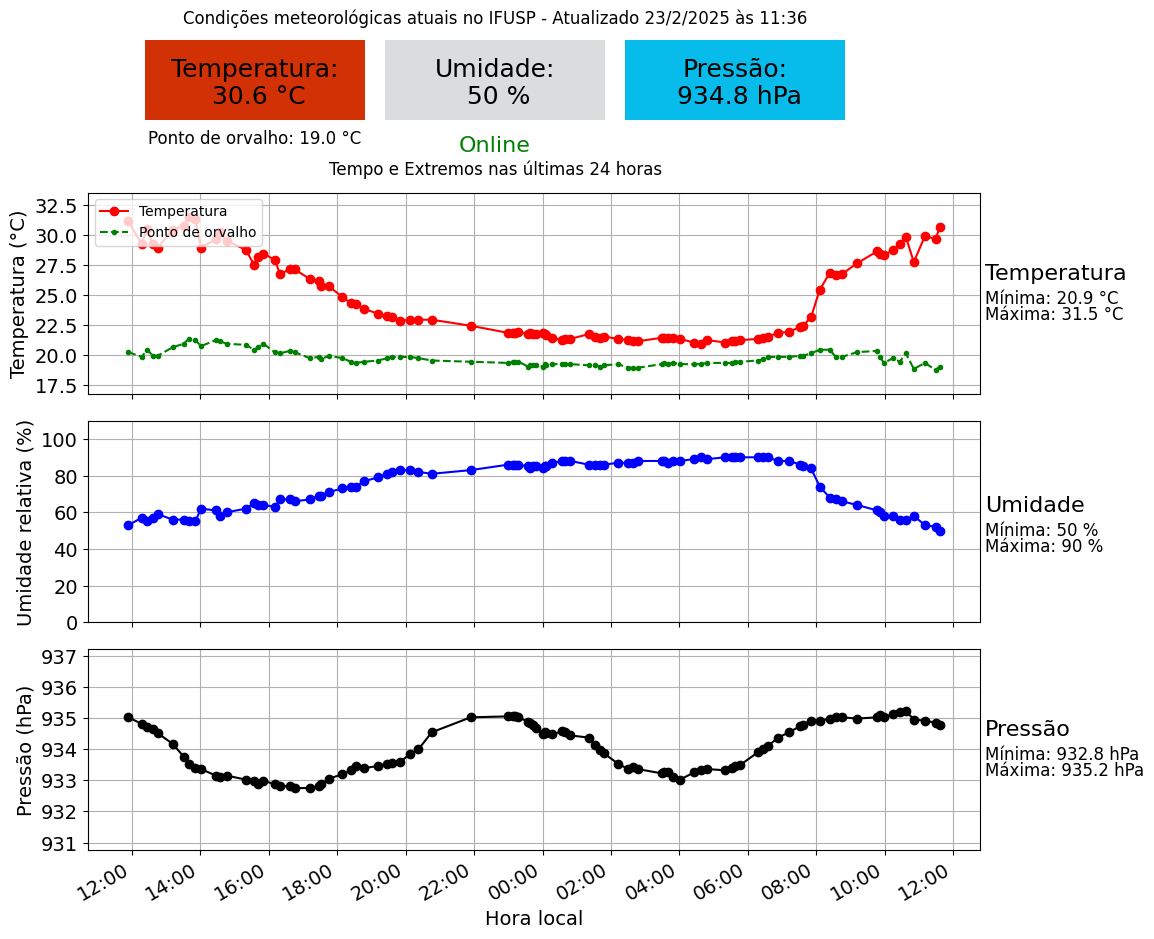 Condições meteorológicas atuais no IFUSP - Atualizado 23/2/2025 às 11:36
Temperatura:
30.6 °C
Umidade:
50 %
Pressão:
934.8 hPa
Ponto de orvalho: 19.0 °C
Online
Tempo e Extremos nas últimas 24 horas
Temperatura (°C)
32.5
30.0
27.5
25.0
22.5
20.0
17.5
Temperatura
Ponto de orvalho
Temperatura
Mínima: 20.9 °C
Máxima: 31.5 °C
Umidade relativa (%)
100
80
60
40
20
0
Umidade
Mínima: 50 %
Máxima: 90 %
Pressão (hPa)
937
936
935
934
933
932
931
Pressão
Mínima: 932.8 hPa
Máxima: 935.2 hPa
12:00
14:00
16:00
18:00
20:00
22:00
00:00
02:00
04:00
06:00
08:00
10:00
12:00
Hora local